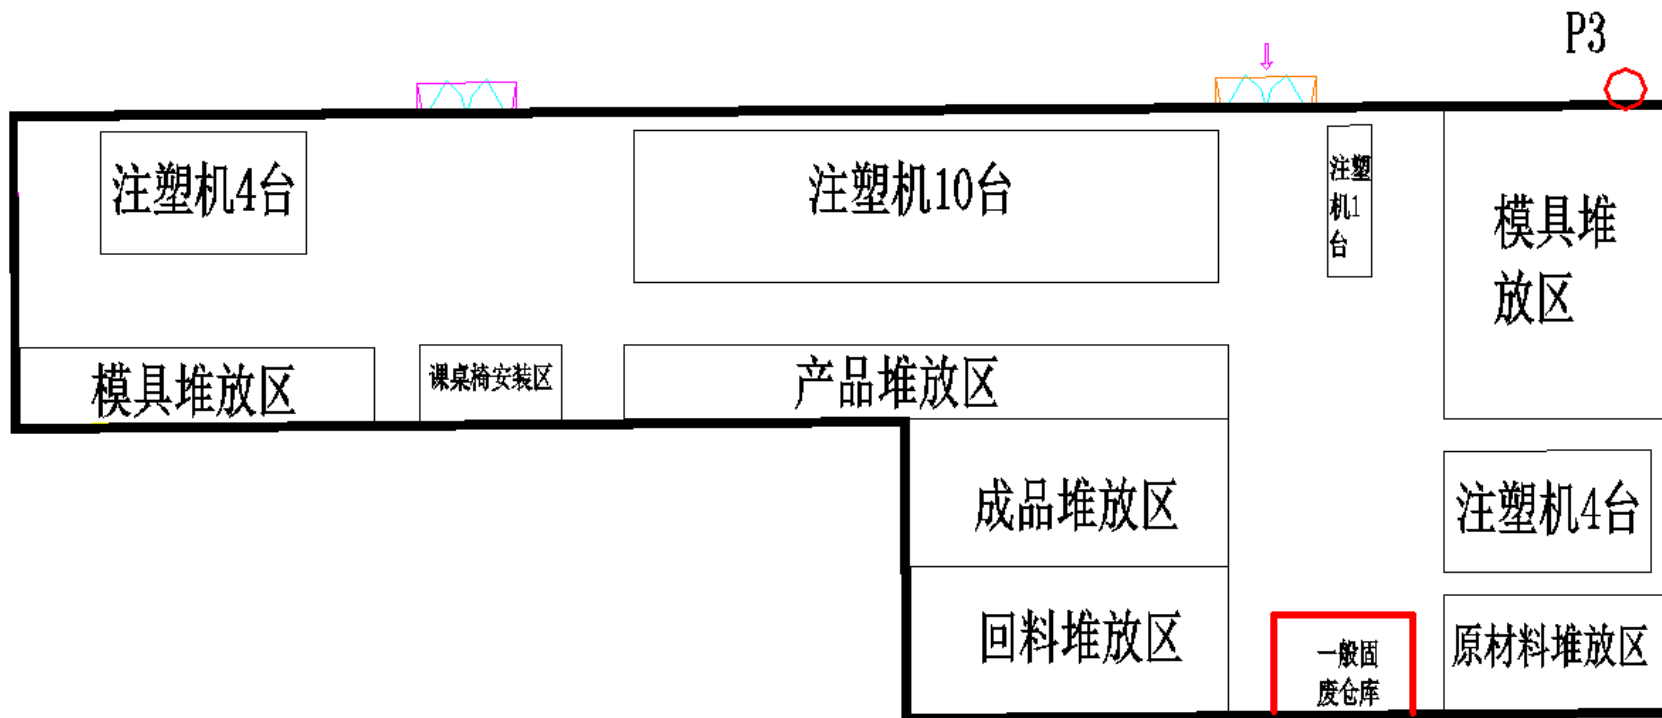 P3
注塑机4台
注塑机10台
注塑
机1
台
模具堆
放区
模具堆放区
课桌椅安装区
产品堆放区
成品堆放区
注塑机4台
回料堆放区
一般固
废仓库
原材料堆放区